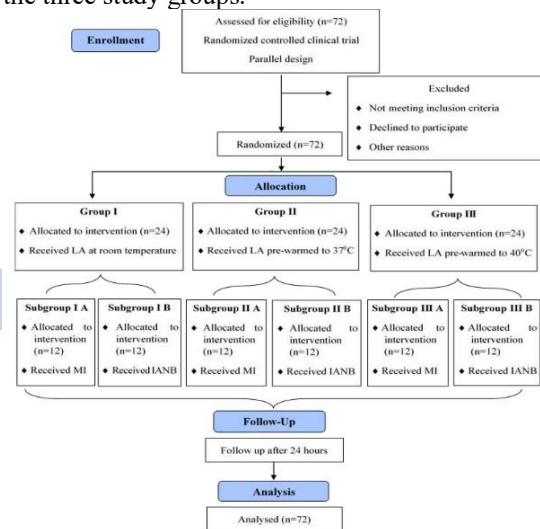 the three study groups.
Enrollment
Assessed for eligibility (n=72)
Randomized controlled clinical trial
Parallel design
Excluded
◆ Not meeting inclusion criteria
◆ Declined to participate
◆ Other reasons
Randomized (n=72)
Allocation
Group I
◆ Allocated to intervention (n=24)
◆ Received LA at room temperature
Group II
◆ Allocated to intervention (n=24)
◆ Received LA pre-warmed to 37⁰C
Group III
◆ Allocated to intervention (n=24)
◆ Received LA pre-warmed to 40⁰C
Subgroup I A
◆ Allocated to
intervention
(n=12)
◆ Received MI
Subgroup I B
◆ Allocated to
intervention
(n=12)
◆ Received IANB
Subgroup II A
◆ Allocated to
intervention
(n=12)
◆ Received MI
Subgroup II B
◆ Allocated to
intervention
(n=12)
◆ Received IANB
Subgroup III A
◆ Allocated to
intervention
(n=12)
◆ Received MI
Subgroup III B
◆ Allocated to
intervention
(n=12)
◆ Received IANB
Follow-Up
Follow up after 24 hours
Analysis
Analysed (n=72)